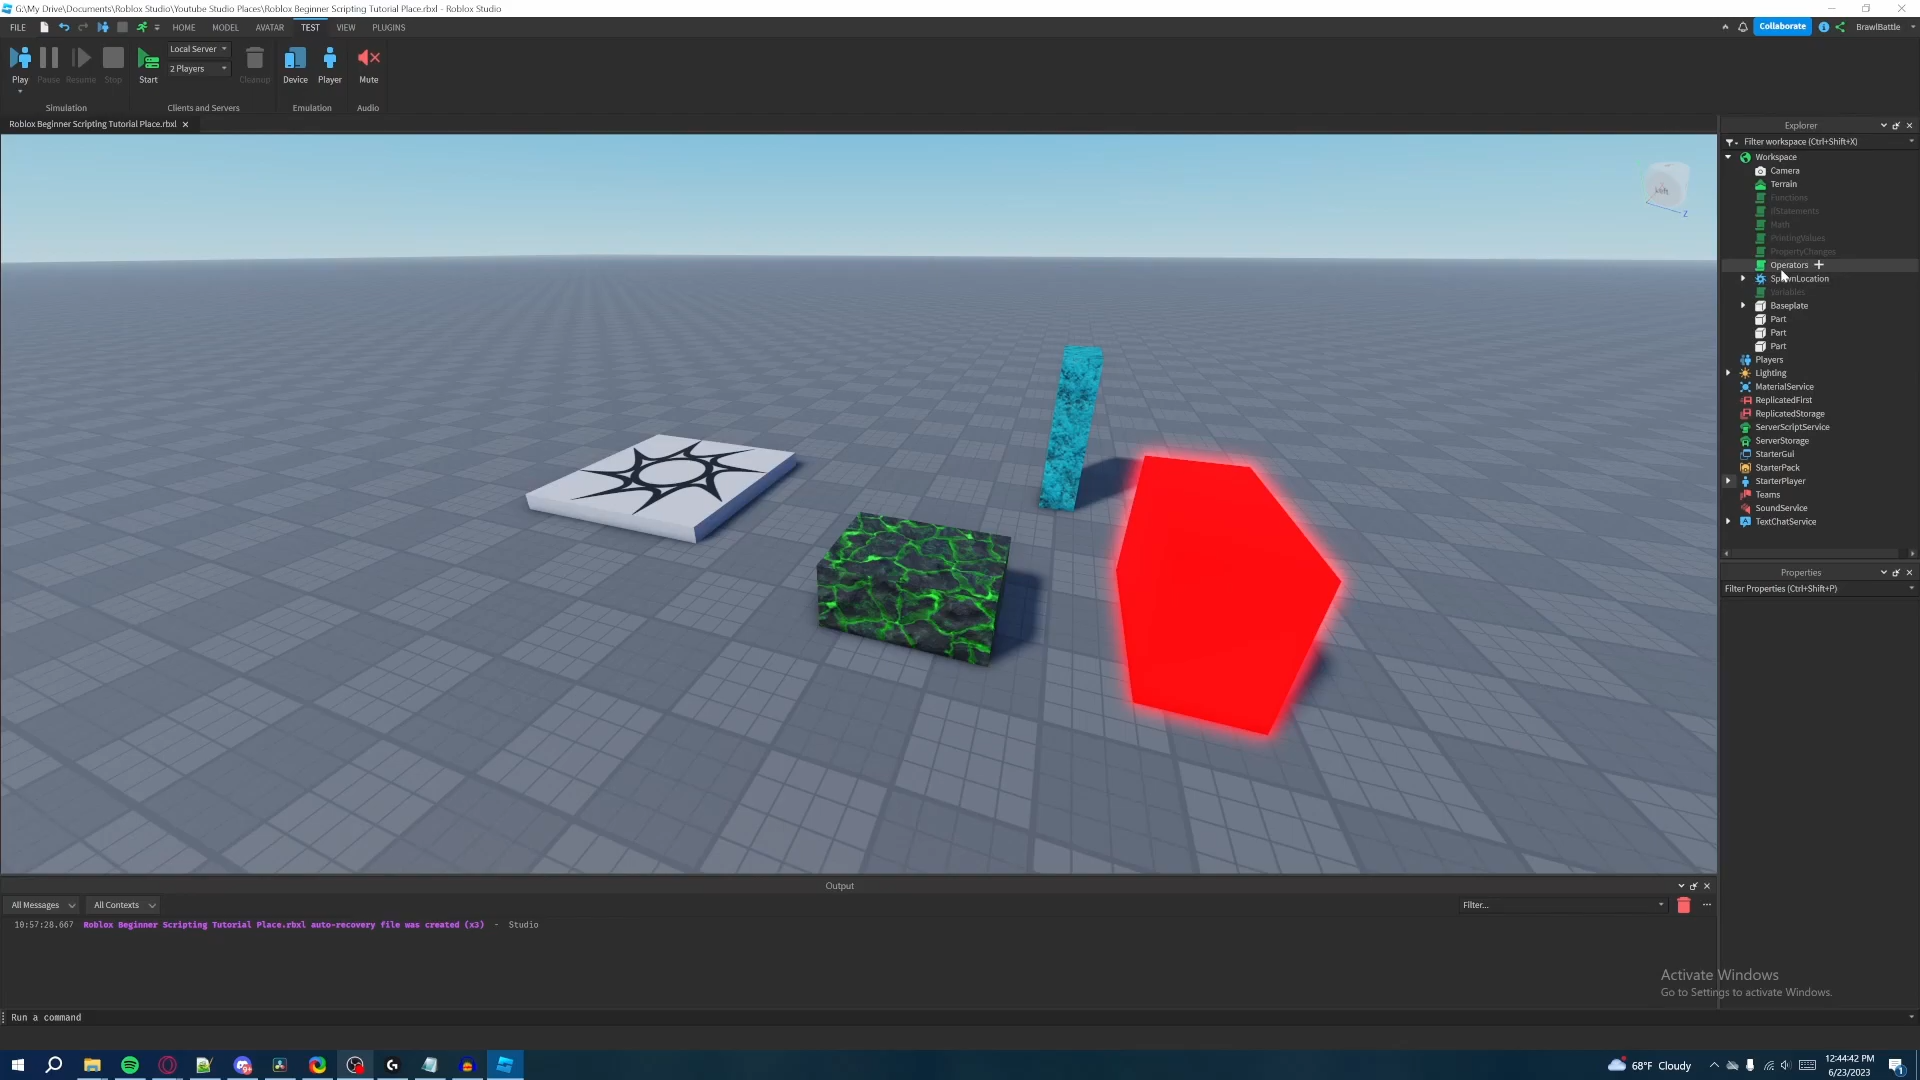 G:\My Drive\Documents\Roblox Studio\Youtube Studio Places\Roblox Beginner Scripting Tutorial Place.rbxl - Roblox Studio
FILE HOME MODEL AVATAR TEST VIEW PLUGINS
Collaborate BrawlBattle
Local Server
2 Players
Play Pause Resume Stop Start Cleanup Device Player Mute
Simulation Clients and Servers Emulation Audio
Roblox Beginner Scripting Tutorial Place.rbxl
Explorer
Filter workspace (Ctrl+Shift+X)
Workspace
Camera
Terrain
Functions
IfStatements
Math
PrintingValues
PropertyChanges
Operators
SpawnLocation
Variables
Baseplate
Part
Part
Part
Players
Lighting
MaterialService
ReplicatedFirst
ReplicatedStorage
ServerScriptService
ServerStorage
StarterGui
StarterPack
StarterPlayer
Teams
SoundService
TextChatService
Properties
Filter Properties (Ctrl+Shift+P)
Z
Output
All Messages All Contexts Filter...
10:57:28.667 Roblox Beginner Scripting Tutorial Place.rbxl auto-recovery file was created (x3) - Studio
Activate Windows
Go to Settings to activate Windows.
Run a command
68°F Cloudy
12:44:42 PM
6/23/2023